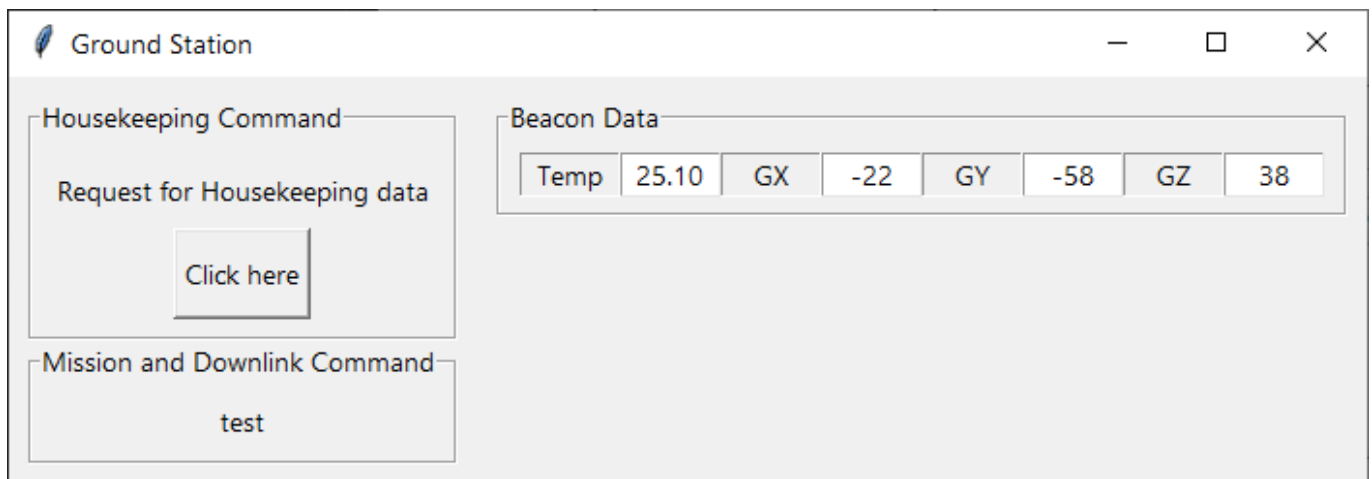 Ground Station
Housekeeping Command
Request for Housekeeping data
Click here
Mission and Downlink Command
test
Beacon Data
Temp 25.10 GX -22 GY -58 GZ 38